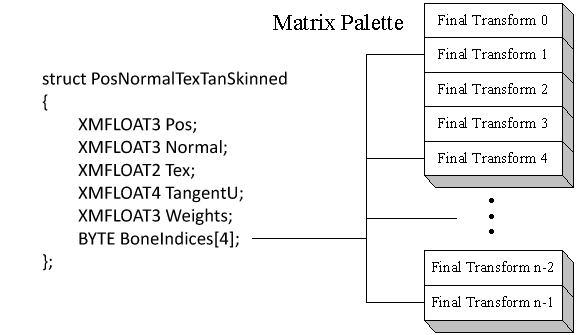 Matrix Palette
Final Transform 0
Final Transform 1
Final Transform 2
Final Transform 3
Final Transform 4
Final Transform n-2
Final Transform n-1
struct PosNormalTexTanSkinned
{
XMFLOAT3 Pos;
XMFLOAT3 Normal;
XMFLOAT2 Tex;
XMFLOAT4 TangentU;
XMFLOAT3 Weights;
BYTE BoneIndices[4];
};